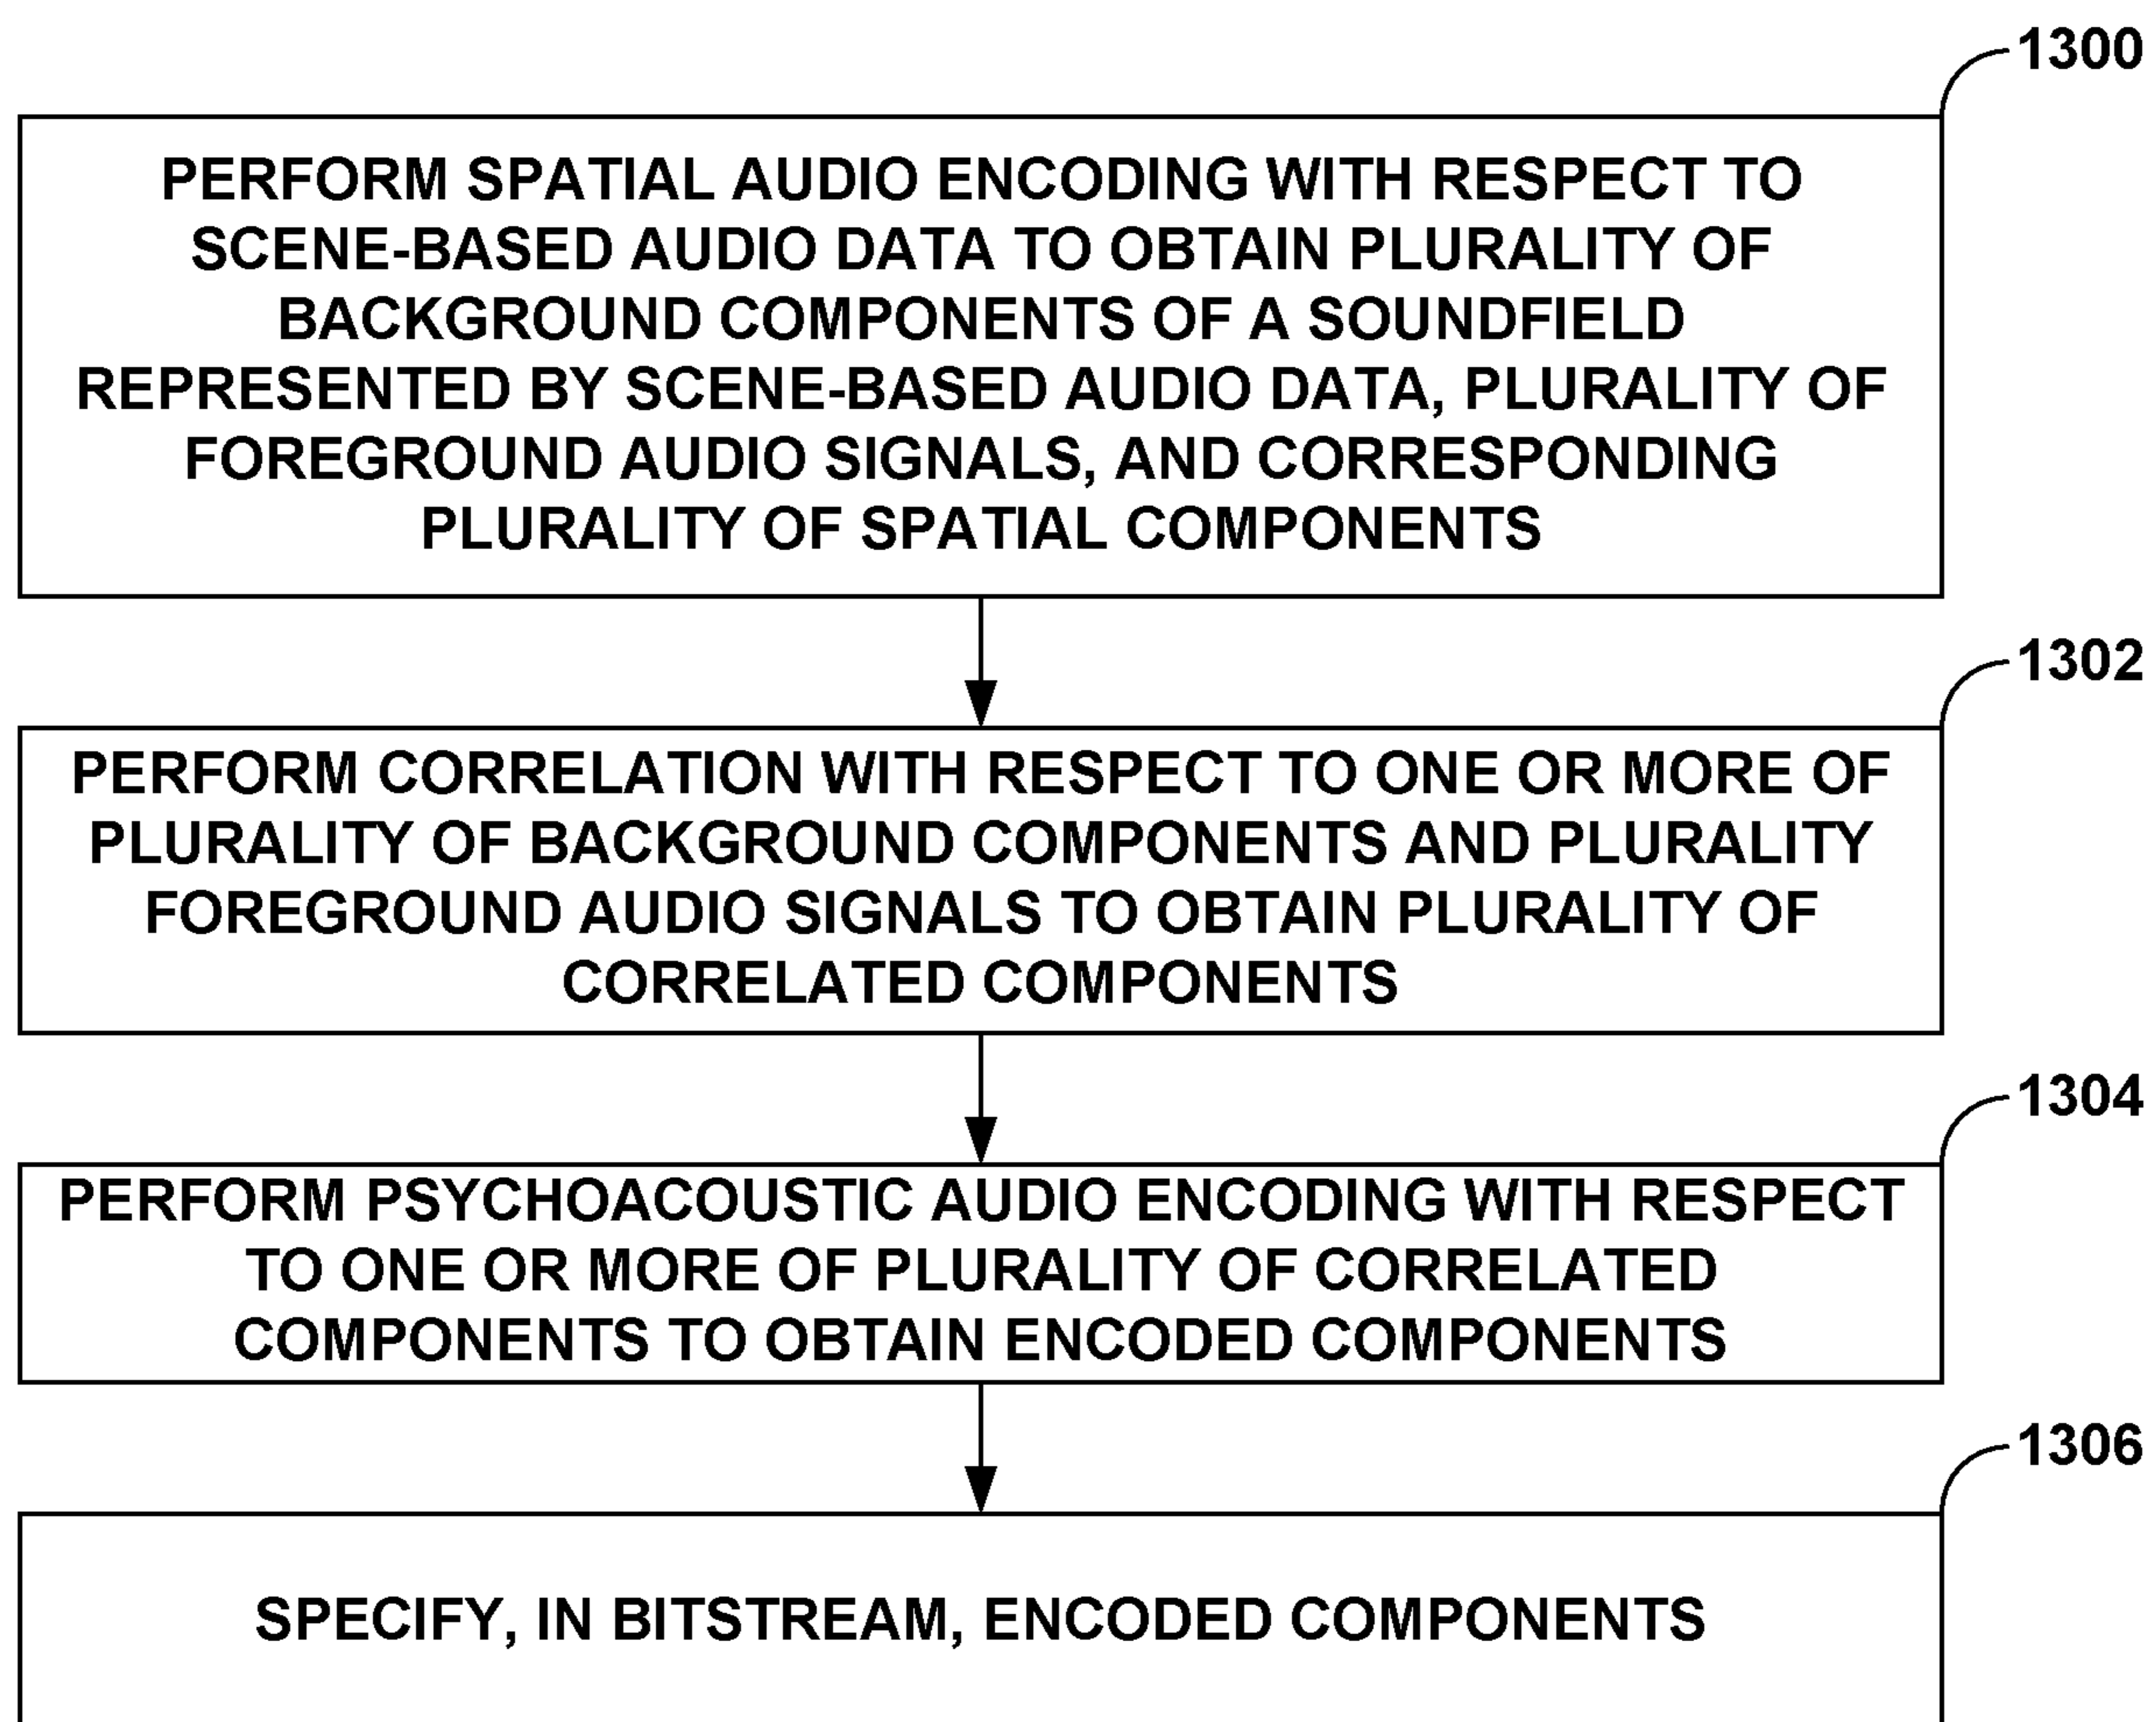 1300
PERFORM SPATIAL AUDIO ENCODING WITH RESPECT TO
SCENE-BASED AUDIO DATA TO OBTAIN PLURALITY OF
BACKGROUND COMPONENTS OF A SOUNDFIELD
REPRESENTED BY SCENE-BASED AUDIO DATA, PLURALITY OF
FOREGROUND AUDIO SIGNALS, AND CORRESPONDING
PLURALITY OF SPATIAL COMPONENTS
1302
PERFORM CORRELATION WITH RESPECT TO ONE OR MORE OF
PLURALITY OF BACKGROUND COMPONENTS AND PLURALITY
FOREGROUND AUDIO SIGNALS TO OBTAIN PLURALITY OF
CORRELATED COMPONENTS
1304
PERFORM PSYCHOACOUSTIC AUDIO ENCODING WITH RESPECT
TO ONE OR MORE OF PLURALITY OF CORRELATED
COMPONENTS TO OBTAIN ENCODED COMPONENTS
1306
SPECIFY, IN BITSTREAM, ENCODED COMPONENTS